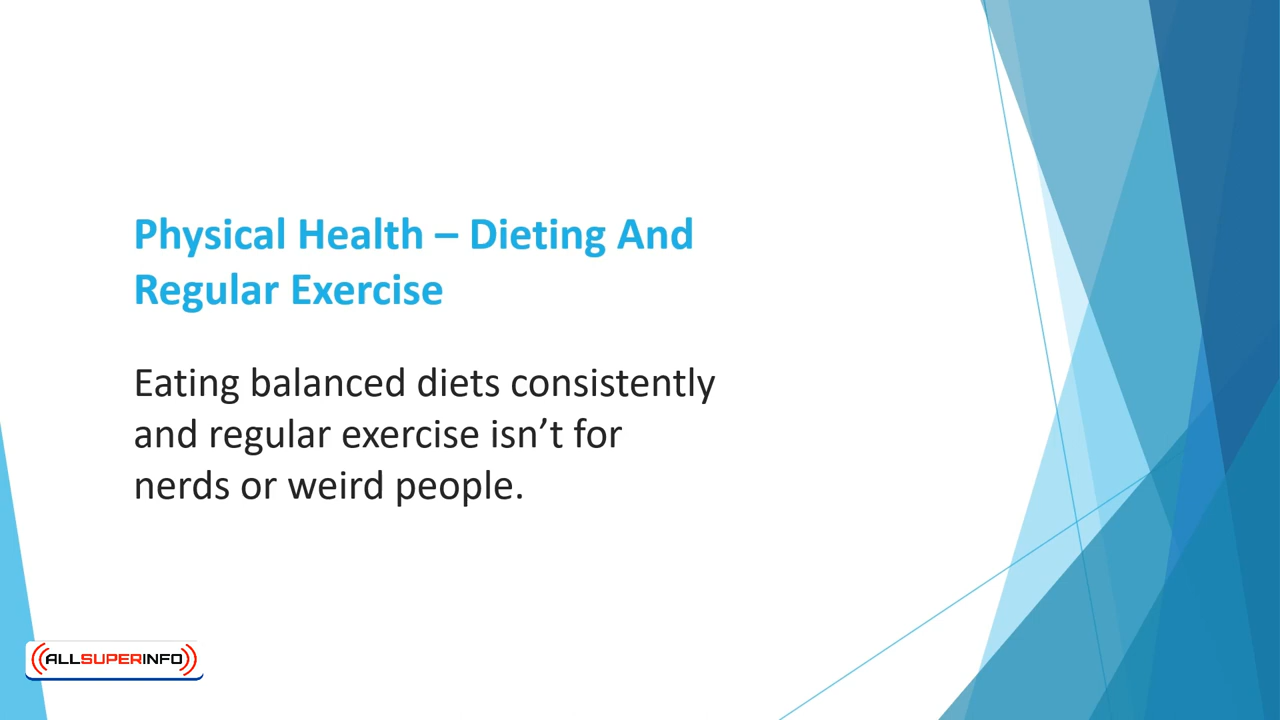 Physical Health – Dieting And
Regular Exercise
Eating balanced diets consistently
and regular exercise isn’t for
nerds or weird people.
ALLSUPERINFO